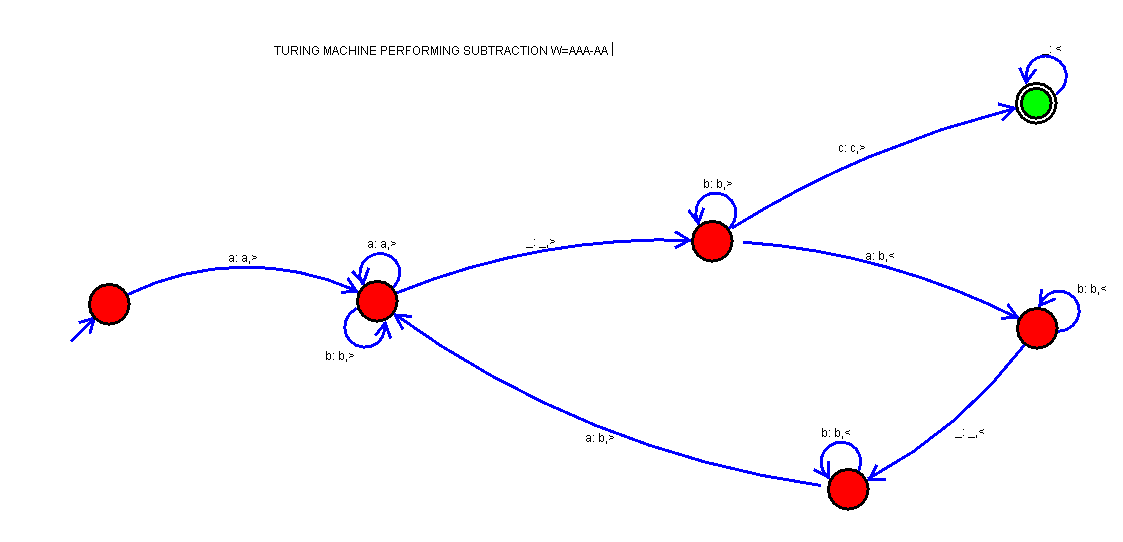 TURING MACHINE PERFORMING SUBTRACTION W=AAA-AA
: <
c: c,>
b: b,>
a: a,>
_: _,>
a: a,>
a: b,<
b: b,<
b: b,>
a: b,>
b: b,<
_: _,<